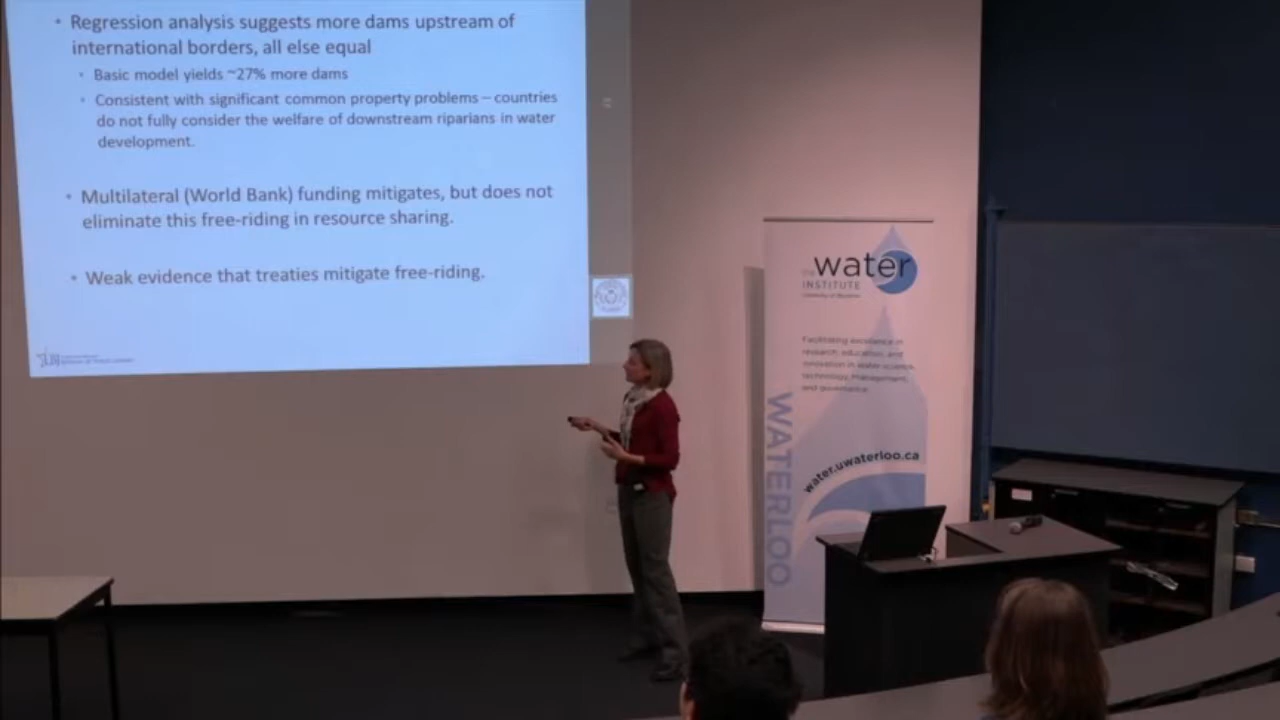 • Regression analysis suggests more dams upstream of
international borders, all else equal
• Basic model yields ~27% more dams
• Consistent with significant common property problems – countries
do not fully consider the welfare of downstream riparians in water
development.
• Multilateral (World Bank) funding mitigates, but does not
eliminate this free-riding in resource sharing.
• Weak evidence that treaties mitigate free-riding.
the water
INSTITUTE
University of Waterloo
Facilitating excellence in
research, education, and
innovation in water science,
technology, management,
and governance.
water.uwaterloo.ca
WATERLOO